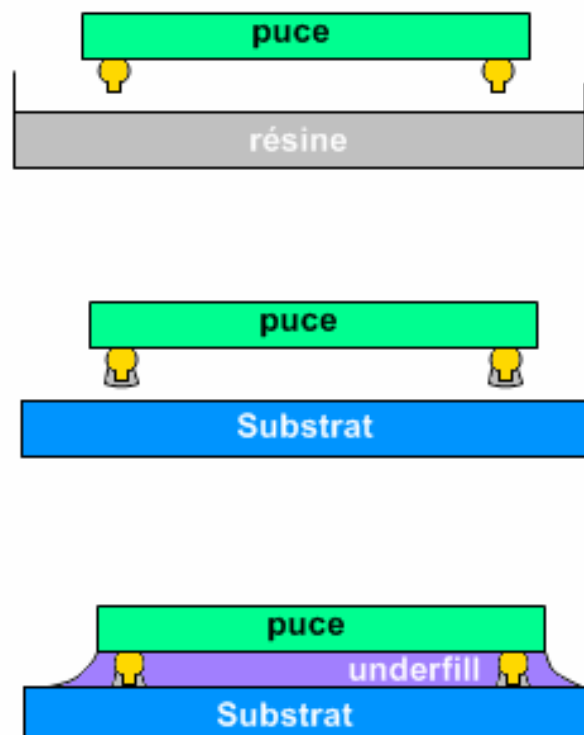 puce
résine
puce
Substrat
puce
underfill
Substrat